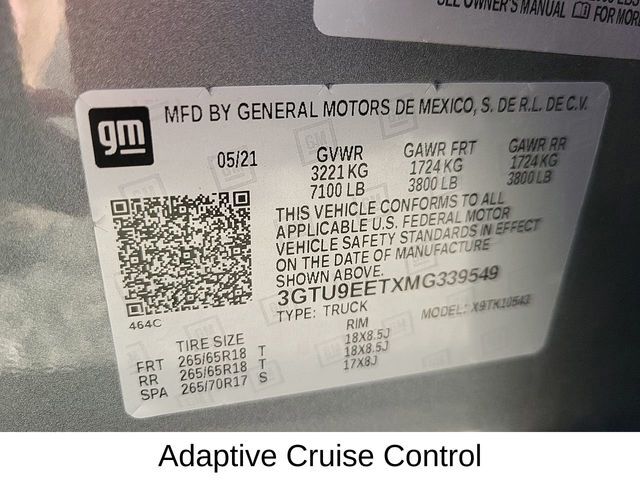 SEE OWNER'S MANUAL FOR MOR
gm
MFD BY GENERAL MOTORS DE MEXICO, S. DE R.L. DE C.V.
05/21 GVWR GAWR FRT GAWR RR
3221 KG 1724 KG 1724 KG
7100 LB 3800 LB 3800 LB
THIS VEHICLE CONFORMS TO ALL
APPLICABLE U.S. FEDERAL MOTOR
VEHICLE SAFETY STANDARDS IN EFFECT
ON THE DATE OF MANUFACTURE
SHOWN ABOVE.
3GTU9EETXMG339549
TYPE: TRUCK MODEL: X9TK10543
464C
TIRE SIZE RIM
FRT 265/65R18 T 18X8.5J
RR 265/65R18 T 18X8.5J
SPA 265/70R17 S 17X8J
Adaptive Cruise Control